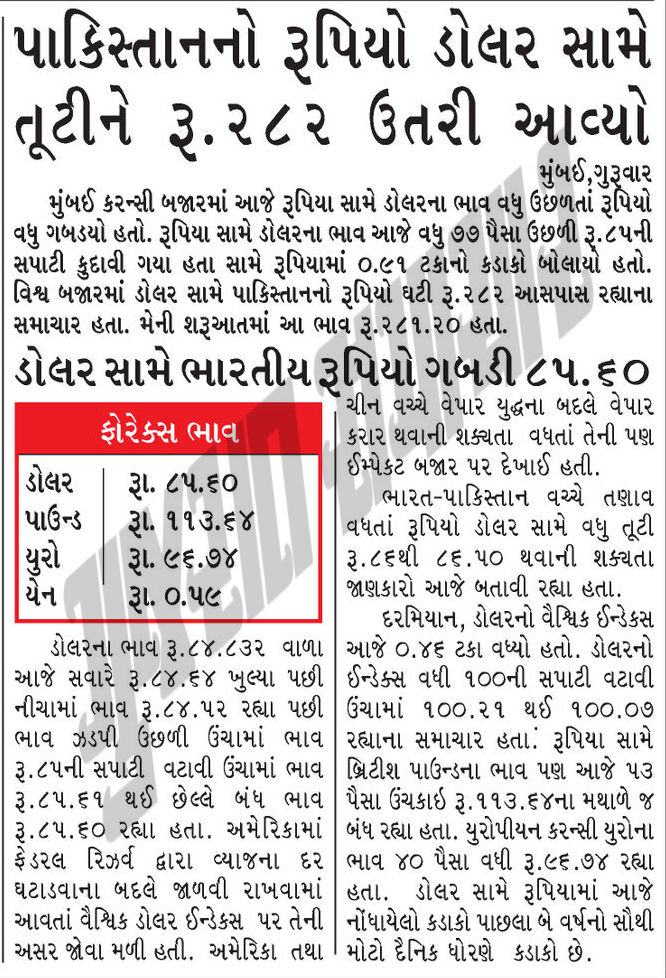 પાકિસ્તાનનો રૂપિયો ડોલર સામે
તૂટીને રૂ.૨૮૨ ઉતરી આવ્યો
મુંબઈ,ગુરૂવાર
મુંબઈ કરન્સી બજારમાં આજે રૂપિયા સામે ડોલરના ભાવ વધુ ઉછળતાં રૂપિયો
વધુ ગબડયો હતો. રૂપિયા સામે ડોલરના ભાવ આજે વધુ ૭૭ પૈસા ઉછળી રૂ.૮૫ની
સપાટી કુદાવી ગયા હતા સામે રૂપિયામાં ૦.૯૧ ટકાનો કડાકો બોલાયો હતો.
વિશ્વ બજારમાં ડોલર સામે પાકિસ્તાનનો રૂપિયો ઘટી રૂ.૨૮૨ આસપાસ રહ્યાના
સમાચાર હતા. મેની શરૂઆતમાં આ ભાવ રૂ.૨૮૧.૨૦ હતા.
ડોલર સામે ભારતીય રૂપિયો ગબડી ૮૫.૬૦
ફોરેક્સ ભાવ
ડોલર રૂા. ૮૫.૬૦
પાઉન્ડ રૂા. ૧૧૩.૬૪
યુરો રૂા. ૯૬.૭૪
યેન રૂા. ૦.૫૯
ડોલરના ભાવ રૂ.૮૪.૮૩૨ વાળા
આજે સવારે રૂ.૮૪.૬૪ ખુલ્યા પછી
નીચામાં ભાવ રૂ.૮૪.૫૨ રહ્યા પછી
ભાવ ઝડપી ઉછળી ઉંચામાં ભાવ
રૂ.૮૫ની સપાટી વટાવી ઉંચામાં ભાવ
રૂ.૮૫.૬૧ થઈ છેલ્લે બંધ ભાવ
રૂ.૮૫.૬૦ રહ્યા હતા. અમેરિકામાં
ફેડરલ રિઝર્વ દ્વારા વ્યાજના દર
ઘટાડવાના બદલે જાળવી રાખવામાં
આવતાં વૈશ્વિક ડોલર ઈન્ડેકસ પર તેની
અસર જોવા મળી હતી. અમેરિકા તથા
ચીન વચ્ચે વેપાર યુદ્ધના બદલે વેપાર
કરાર થવાની શક્યતા વધતાં તેની પણ
ઈમ્પેકટ બજાર પર દેખાઈ હતી.
ભારત-પાકિસ્તાન વચ્ચે તણાવ
વધતાં રૂપિયો ડોલર સામે વધુ તૂટી
રૂ.૮૬થી ૮૬.૫૦ થવાની શક્યતા
જાણકારો આજે બતાવી રહ્યા હતા.
દરમિયાન, ડોલરનો વૈશ્વિક ઈન્ડેકસ
આજે ૦.૪૬ ટકા વધ્યો હતો. ડોલરનો
ઈન્ડેક્સ વધી ૧૦૦ની સપાટી વટાવી
ઉંચામાં ૧૦૦.૨૧ થઈ ૧૦૦.૦૭
રહ્યાના સમાચાર હતા. રૂપિયા સામે
બ્રિટીશ પાઉન્ડના ભાવ પણ આજે ૫૩
પૈસા ઉંચકાઇ રૂ.૧૧૩.૬૪ના મથાળે જ
બંધ રહ્યા હતા. યુરોપીયન કરન્સી યુરોના
ભાવ ૪૦ પૈસા વધી રૂ.૯૬.૭૪ રહ્યા
હતા. ડોલર સામે રૂપિયામાં આજે
નોંધાયેલો કડાકો પાછલા બે વર્ષનો સૌથી
મોટો દૈનિક ધોરણે કડાકો છે.
ગુજરાત સમાચાર